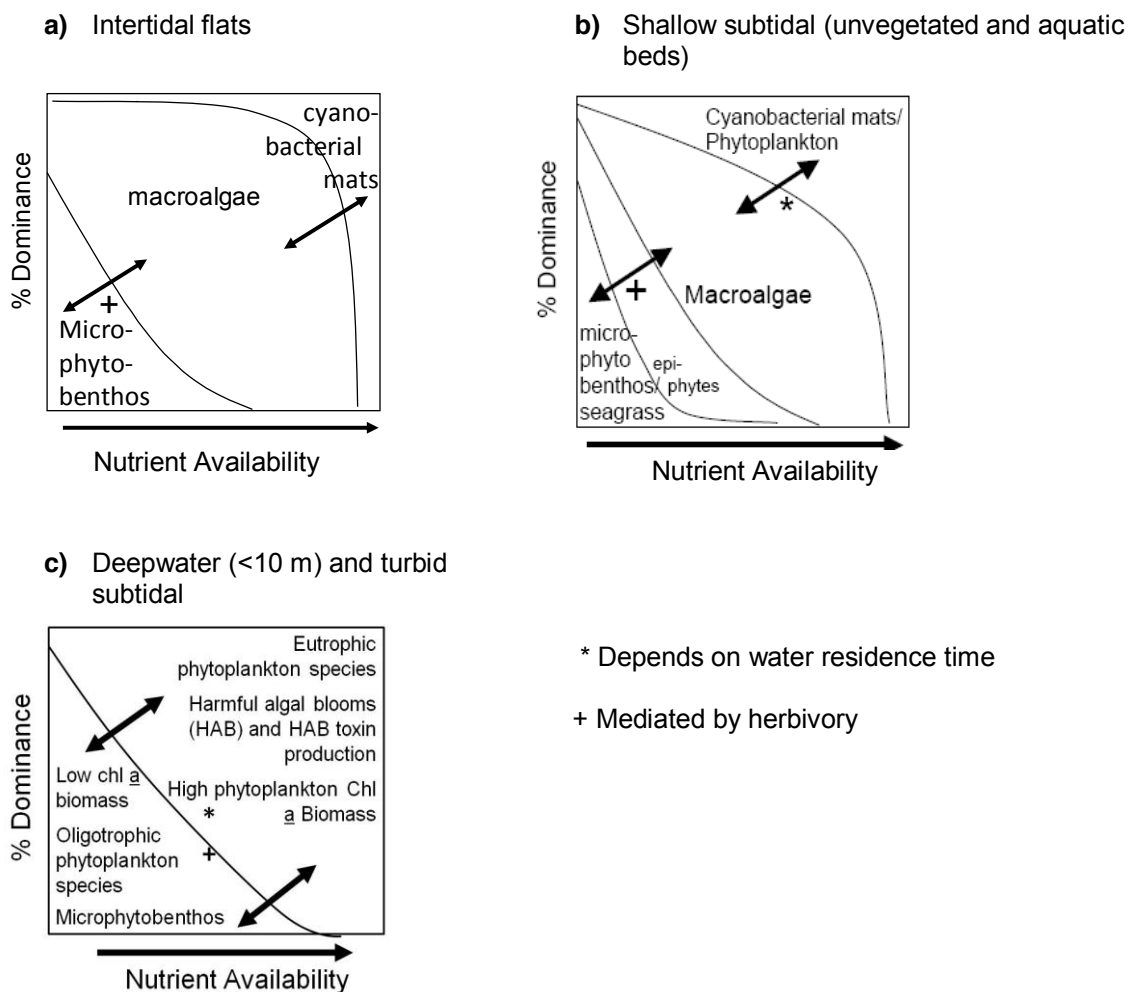 a) Intertidal flats
% Dominance
cyano-
bacterial
mats
macroalgae
+
Micro-
phyto-
benthos
Nutrient Availability
b) Shallow subtidal (unvegetated and aquatic
beds)
% Dominance
Cyanobacterial mats/
Phytoplankton
*
+
Macroalgae
micro-
phyto
benthos/
seagrass
epi-
phytes
Nutrient Availability
c) Deepwater (<10 m) and turbid
subtidal
% Dominance
Eutrophic
phytoplankton species
Harmful algal blooms
(HAB) and HAB toxin
production
High phytoplankton Chl
a Biomass
*
+
Low chl a
biomass
Oligotrophic
phytoplankton
species
Microphytobenthos
Nutrient Availability
* Depends on water residence time
+ Mediated by herbivory